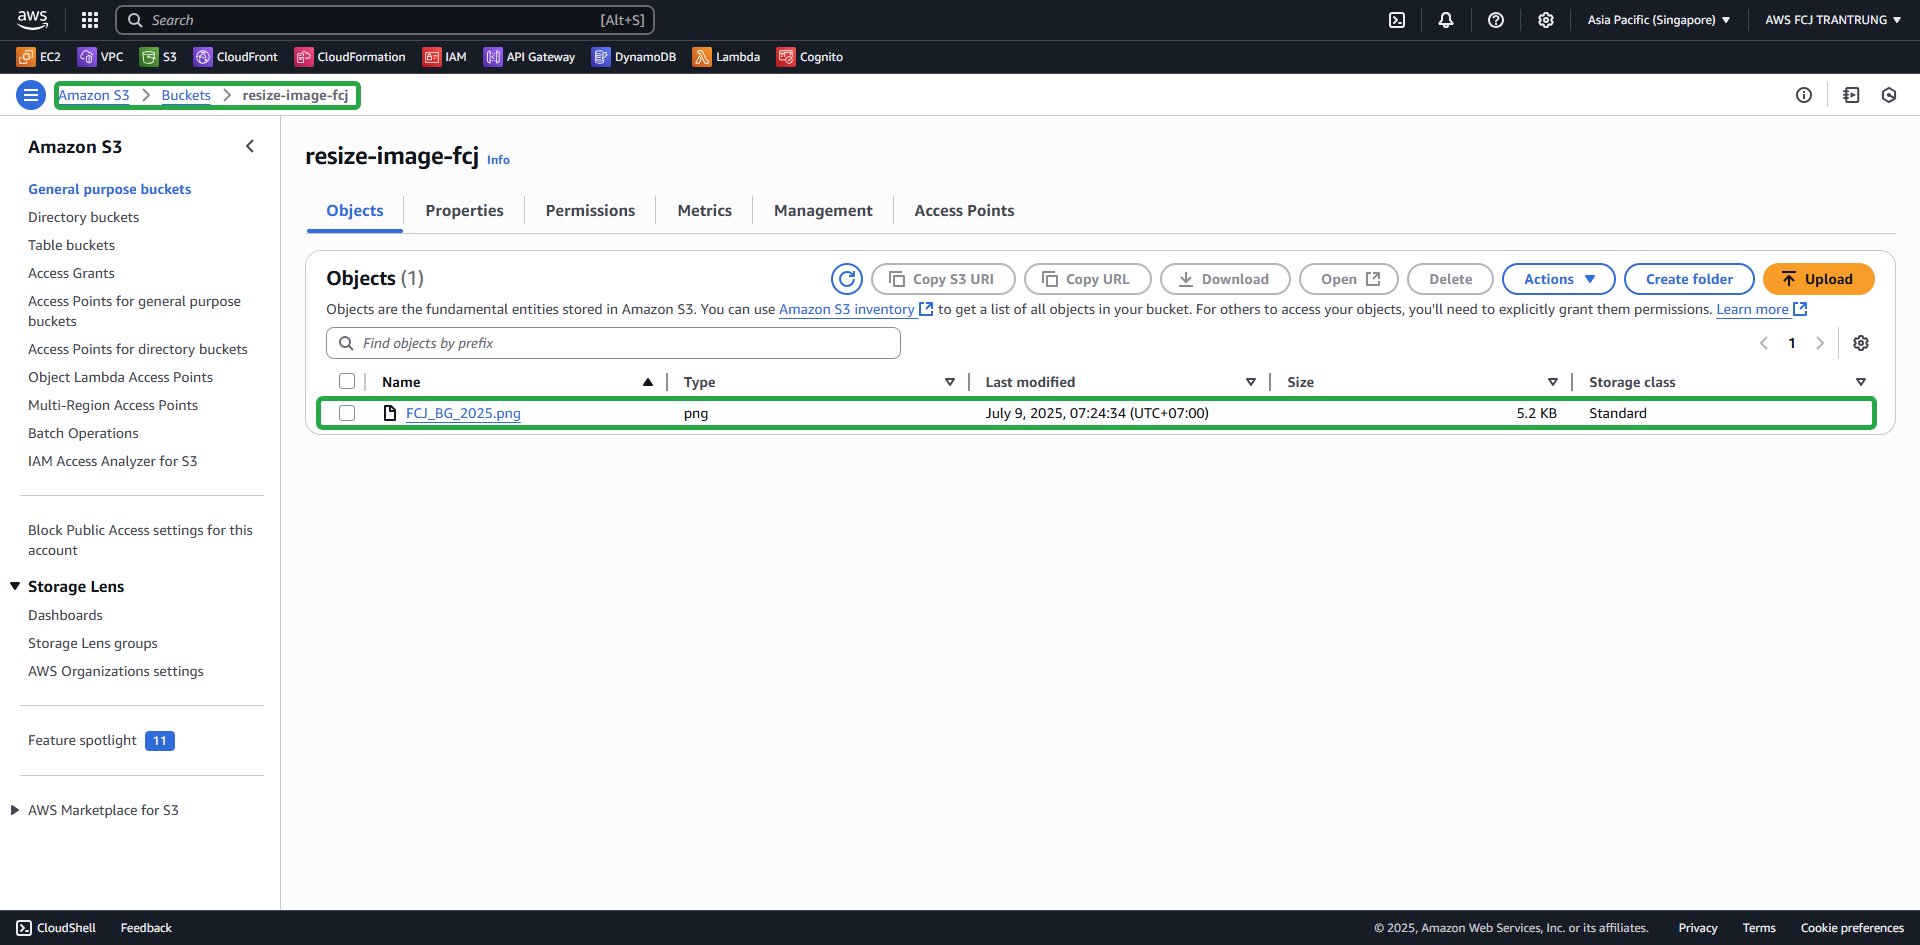 aws Search [Alt+S] Asia Pacific (Singapore) AWS FCJ TRANTRUNG
EC2 VPC S3 CloudFront CloudFormation IAM API Gateway DynamoDB Lambda Cognito
Amazon S3 Buckets resize-image-fcj
Amazon S3
General purpose buckets
Directory buckets
Table buckets
Access Grants
Access Points for general purpose
buckets
Access Points for directory buckets
Object Lambda Access Points
Multi-Region Access Points
Batch Operations
IAM Access Analyzer for S3
Block Public Access settings for this
account
Storage Lens
Dashboards
Storage Lens groups
AWS Organizations settings
Feature spotlight 11
AWS Marketplace for S3
resize-image-fcj Info
Objects Properties Permissions Metrics Management Access Points
Objects (1) Copy S3 URI Copy URL Download Open Delete Actions Create folder Upload
Objects are the fundamental entities stored in Amazon S3. You can use Amazon S3 inventory to get a list of all objects in your bucket. For others to access your objects, you'll need to explicitly grant them permissions. Learn more
Find objects by prefix 1
Name Type Last modified Size Storage class
FCJ_BG_2025.png png July 9, 2025, 07:24:34 (UTC+07:00) 5.2 KB Standard
CloudShell Feedback © 2025, Amazon Web Services, Inc. or its affiliates. Privacy Terms Cookie preferences